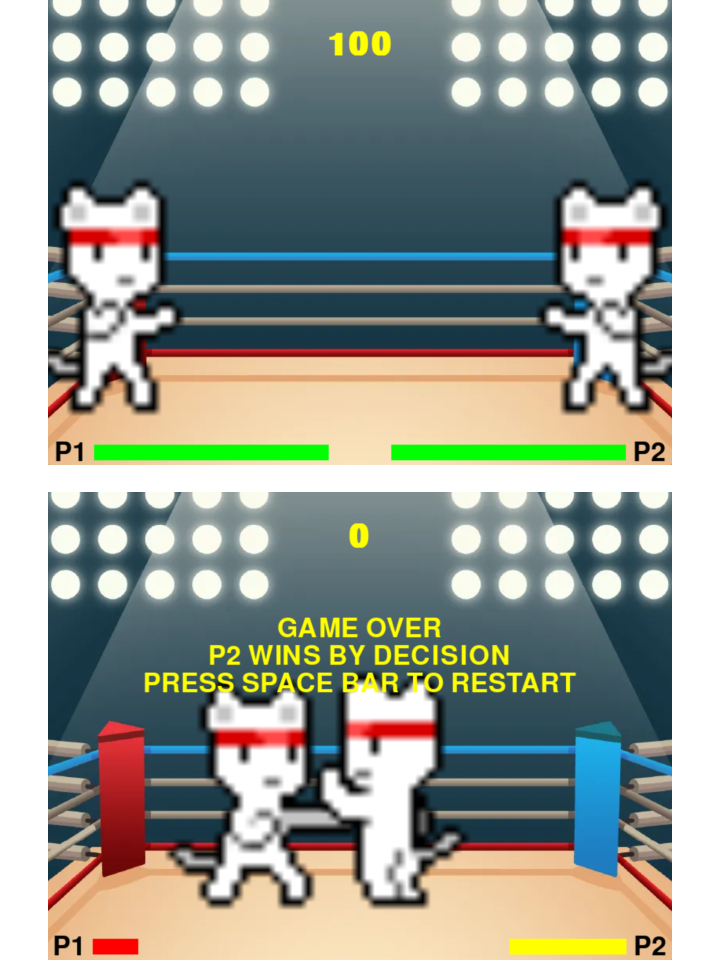 100
P1
P2
0
GAME OVER
P2 WINS BY DECISION
PRESS SPACE BAR TO RESTART
P1
P2